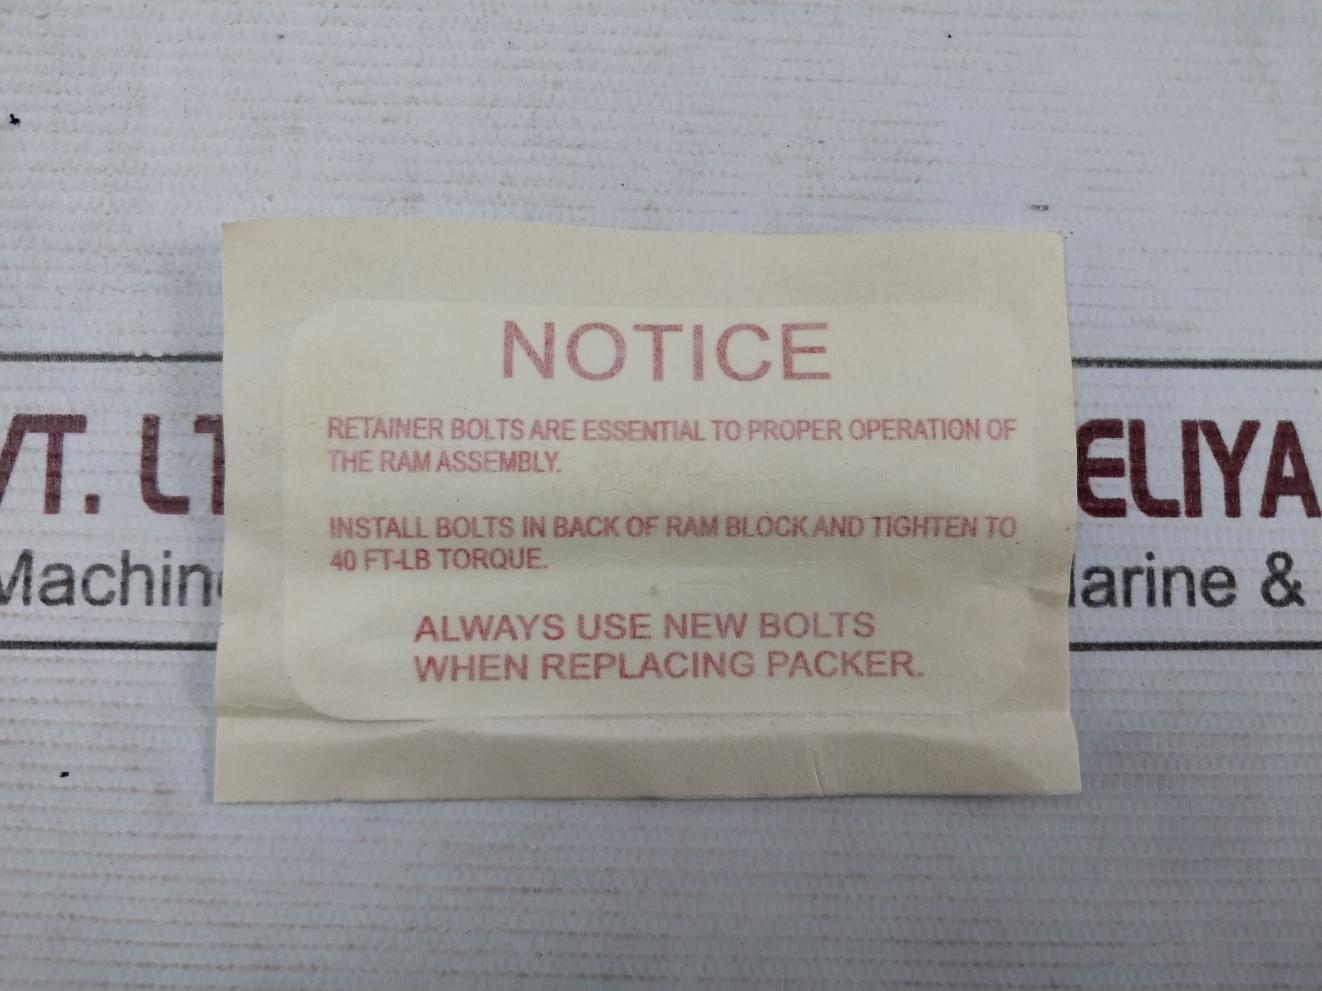 NOTICE
RETAINER BOLTS ARE ESSENTIAL TO PROPER OPERATION OF
THE RAM ASSEMBLY.
INSTALL BOLTS IN BACK OF RAM BLOCK AND TIGHTEN TO
40 FT-LB TORQUE.
ALWAYS USE NEW BOLTS
WHEN REPLACING PACKER.
VT. LT ELIYA
Machin arine &